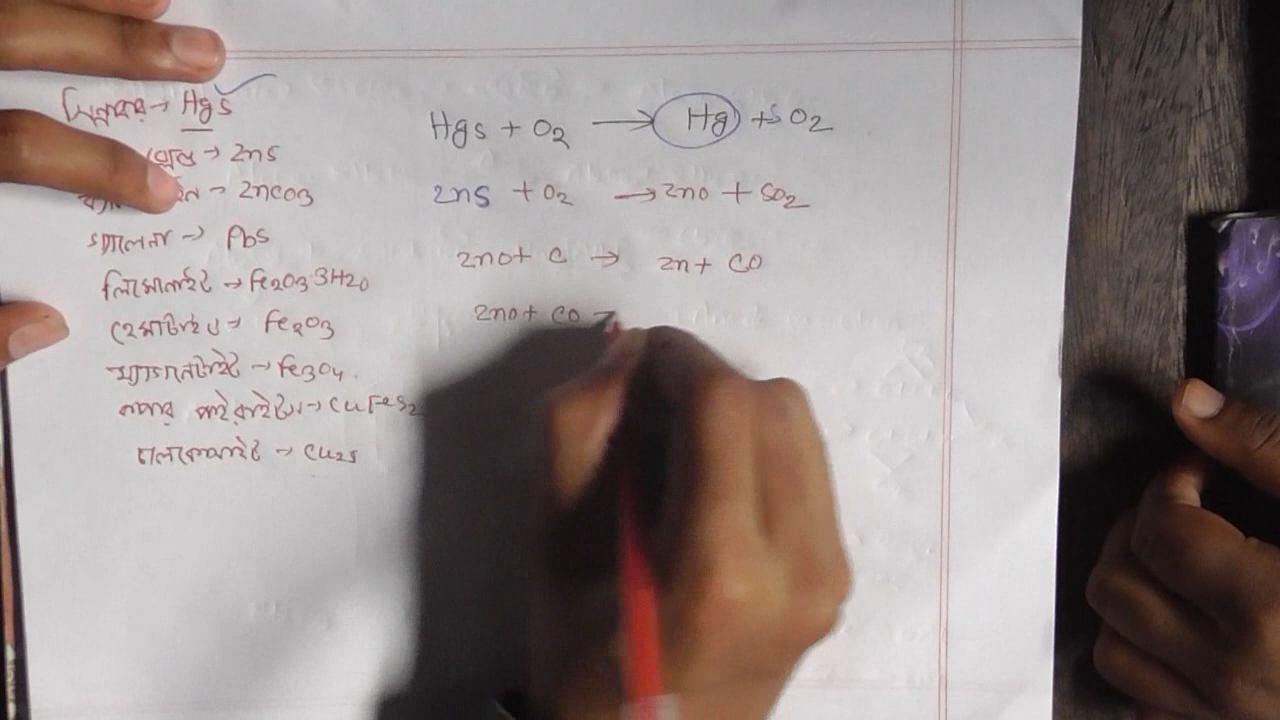 সিন্নাবার → HgS
→ ZnS
→ ZnCO3
গ্যালেনা → PbS
লিমোনাইট → Fe2O3·3H2O
হেমাটাইট → Fe2O3
ম্যাগনেটাইট → Fe3O4
কপার পাইরাইটস → CuFeS2
চালকোসাইট → Cu2S
HgS + O2 → Hg + SO2
ZnS + O2 → ZnO + SO2
ZnO + C → Zn + CO
ZnO + CO →